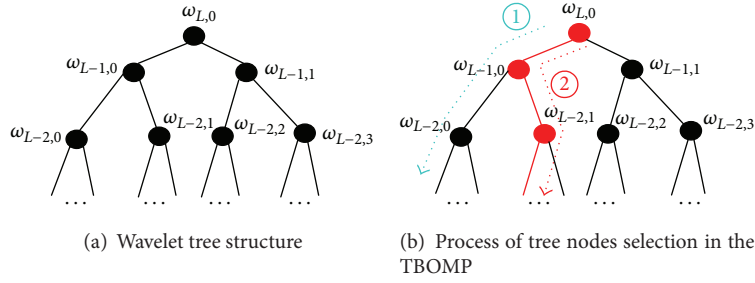 ω_{L,0}
ω_{L−1,0} ω_{L−1,1}
ω_{L−2,0} ω_{L−2,1} ω_{L−2,2} ω_{L−2,3}
... ... ... ...
(a) Wavelet tree structure
1 ω_{L,0}
ω_{L−1,0} 2 ω_{L−1,1}
ω_{L−2,0} ω_{L−2,1} ω_{L−2,2} ω_{L−2,3}
... ... ... ...
(b) Process of tree nodes selection in the
TBOMP